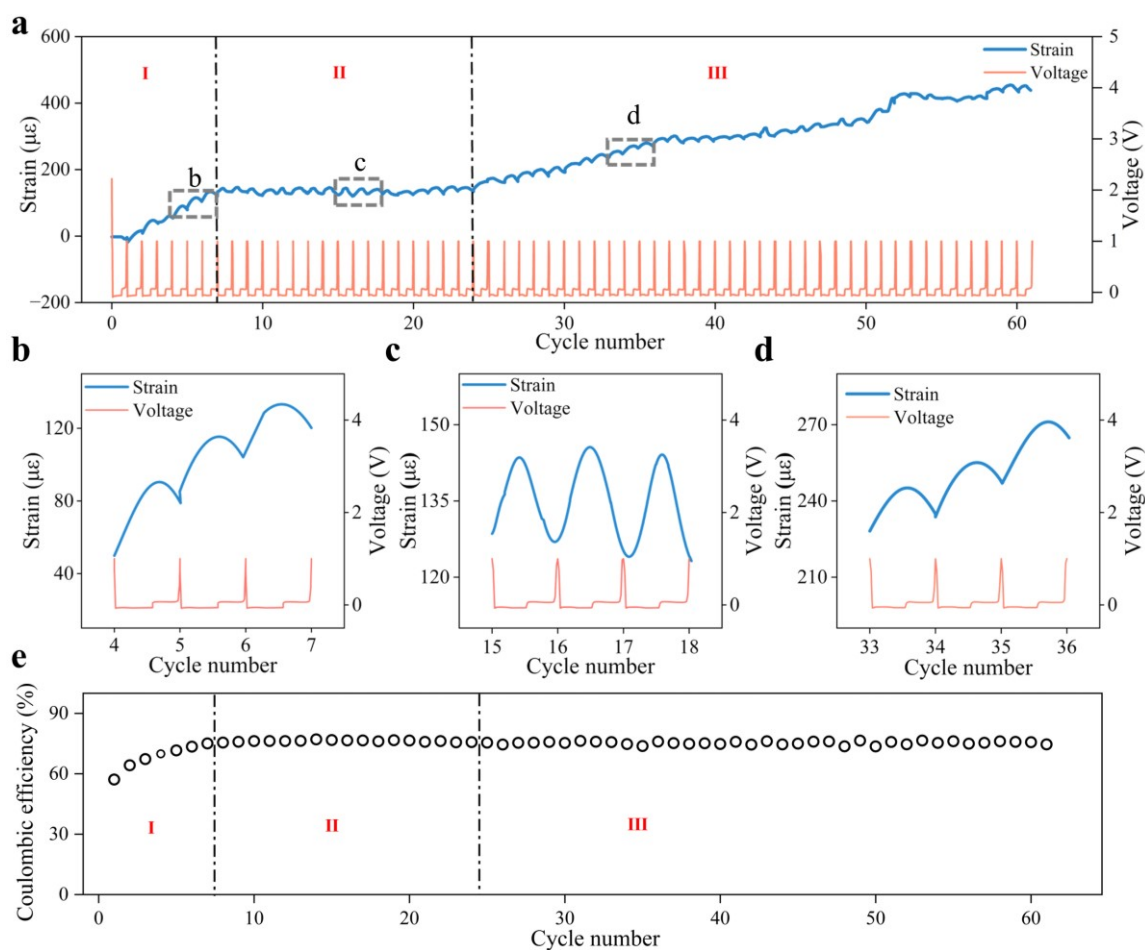 a
600
400
200
0
−200
Strain (με)
I
II
III
b
c
d
Strain
Voltage
5
4
3
2
1
0
Voltage (V)
0 10 20 30 40 50 60
Cycle number
b
Strain
Voltage
120
80
40
Strain (με)
4
2
0
Voltage (V)
4 5 6 7
Cycle number
c
Strain
Voltage
150
135
120
Strain (με)
4
2
0
Voltage (V)
15 16 17 18
Cycle number
d
Strain
Voltage
270
240
210
Strain (με)
4
2
0
Voltage (V)
33 34 35 36
Cycle number
e
90
60
30
0
Coulombic efficiency (%)
I
II
III
0 10 20 30 40 50 60
Cycle number